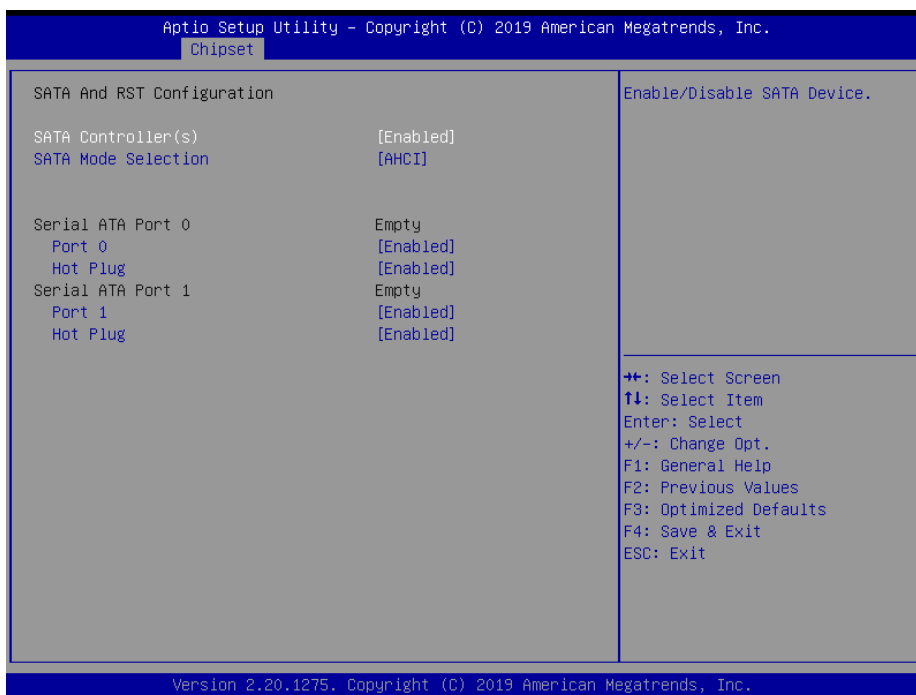 Aptio Setup Utility – Copyright (C) 2019 American Megatrends, Inc.
Chipset
SATA And RST Configuration
SATA Controller(s) [Enabled]
SATA Mode Selection [AHCI]
Serial ATA Port 0 Empty
Port 0 [Enabled]
Hot Plug [Enabled]
Serial ATA Port 1 Empty
Port 1 [Enabled]
Hot Plug [Enabled]
Enable/Disable SATA Device.
→←: Select Screen
↑↓: Select Item
Enter: Select
+/-: Change Opt.
F1: General Help
F2: Previous Values
F3: Optimized Defaults
F4: Save & Exit
ESC: Exit
Version 2.20.1275. Copyright (C) 2019 American Megatrends, Inc.